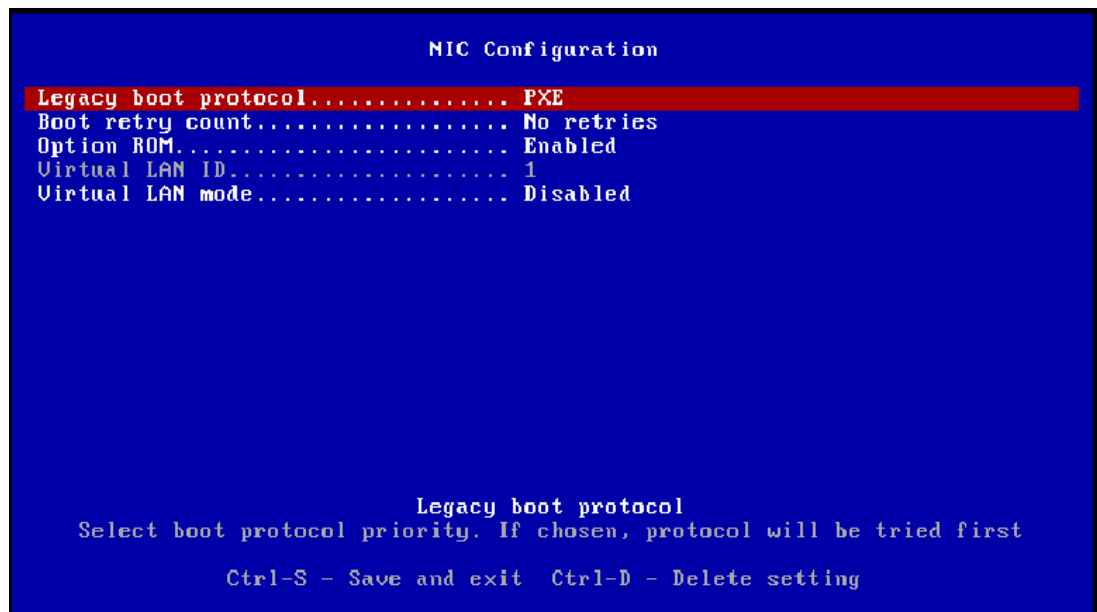 NIC Configuration
Legacy boot protocol............... PXE
Boot retry count................... No retries
Option ROM......................... Enabled
Virtual LAN ID..................... 1
Virtual LAN mode................... Disabled
Legacy boot protocol
Select boot protocol priority. If chosen, protocol will be tried first
Ctrl-S - Save and exit  Ctrl-D - Delete setting